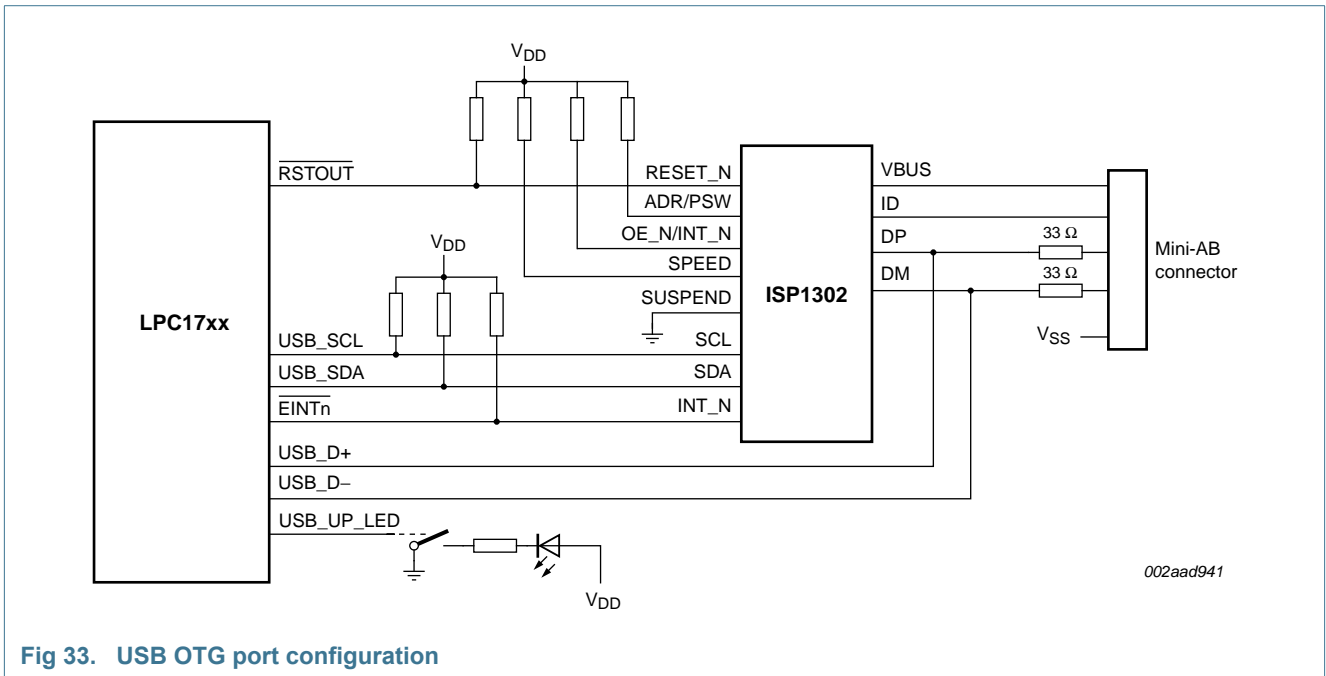 VDD
RSTOUT
RESET_N
ADR/PSW
OE_N/INT_N
SPEED
SUSPEND
VDD
LPC17xx
USB_SCL
SCL
USB_SDA
SDA
EINTn
INT_N
USB_D+
USB_D−
USB_UP_LED
VDD
ISP1302
VBUS
ID
DP
33 Ω
DM
33 Ω
VSS
Mini-AB
connector
002aad941
Fig 33. USB OTG port configuration